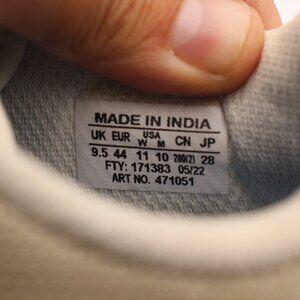 MADE IN INDIA
UK EUR USA W M CN JP
9.5 44 11 10 280(2) 28
FTY: 171383 05/22
ART NO. 471051